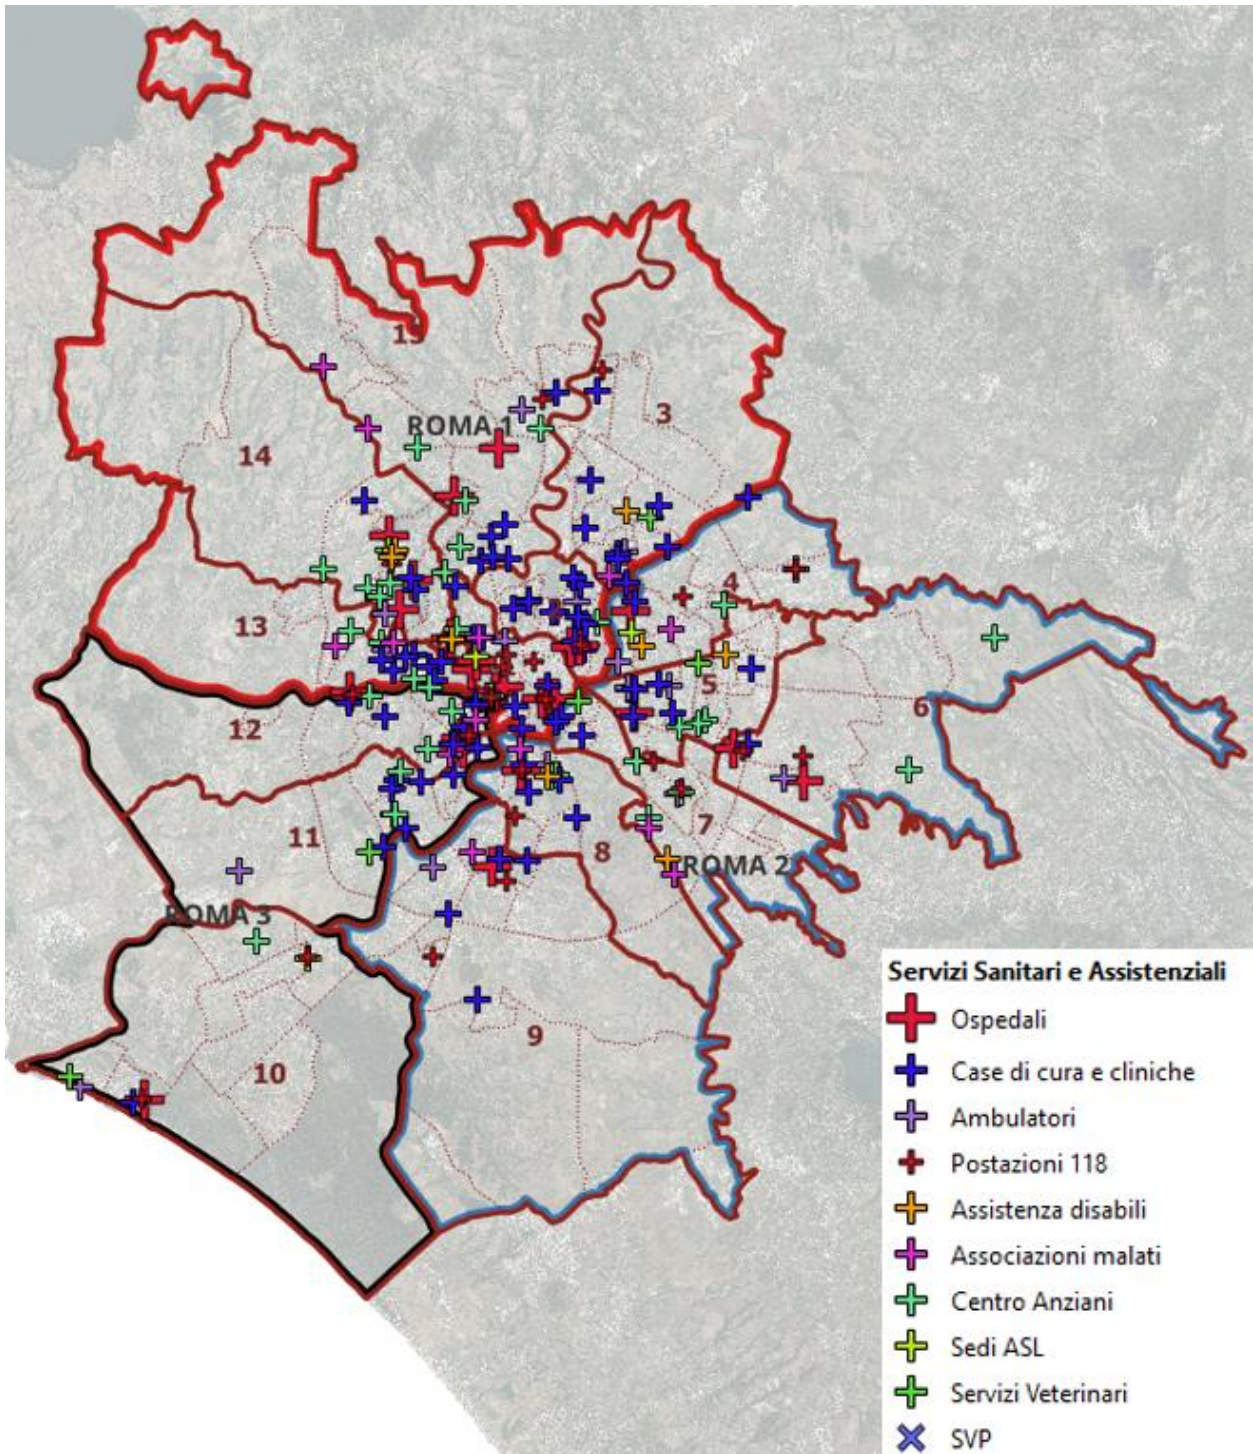 15
3
ROMA 1
14
4
13
5
6
12
7
11
8
ROMA 2
ROMA 3
9
10
Servizi Sanitari e Assistenziali
Ospedali
Case di cura e cliniche
Ambulatori
Postazioni 118
Assistenza disabili
Associazioni malati
Centro Anziani
Sedi ASL
Servizi Veterinari
SVP